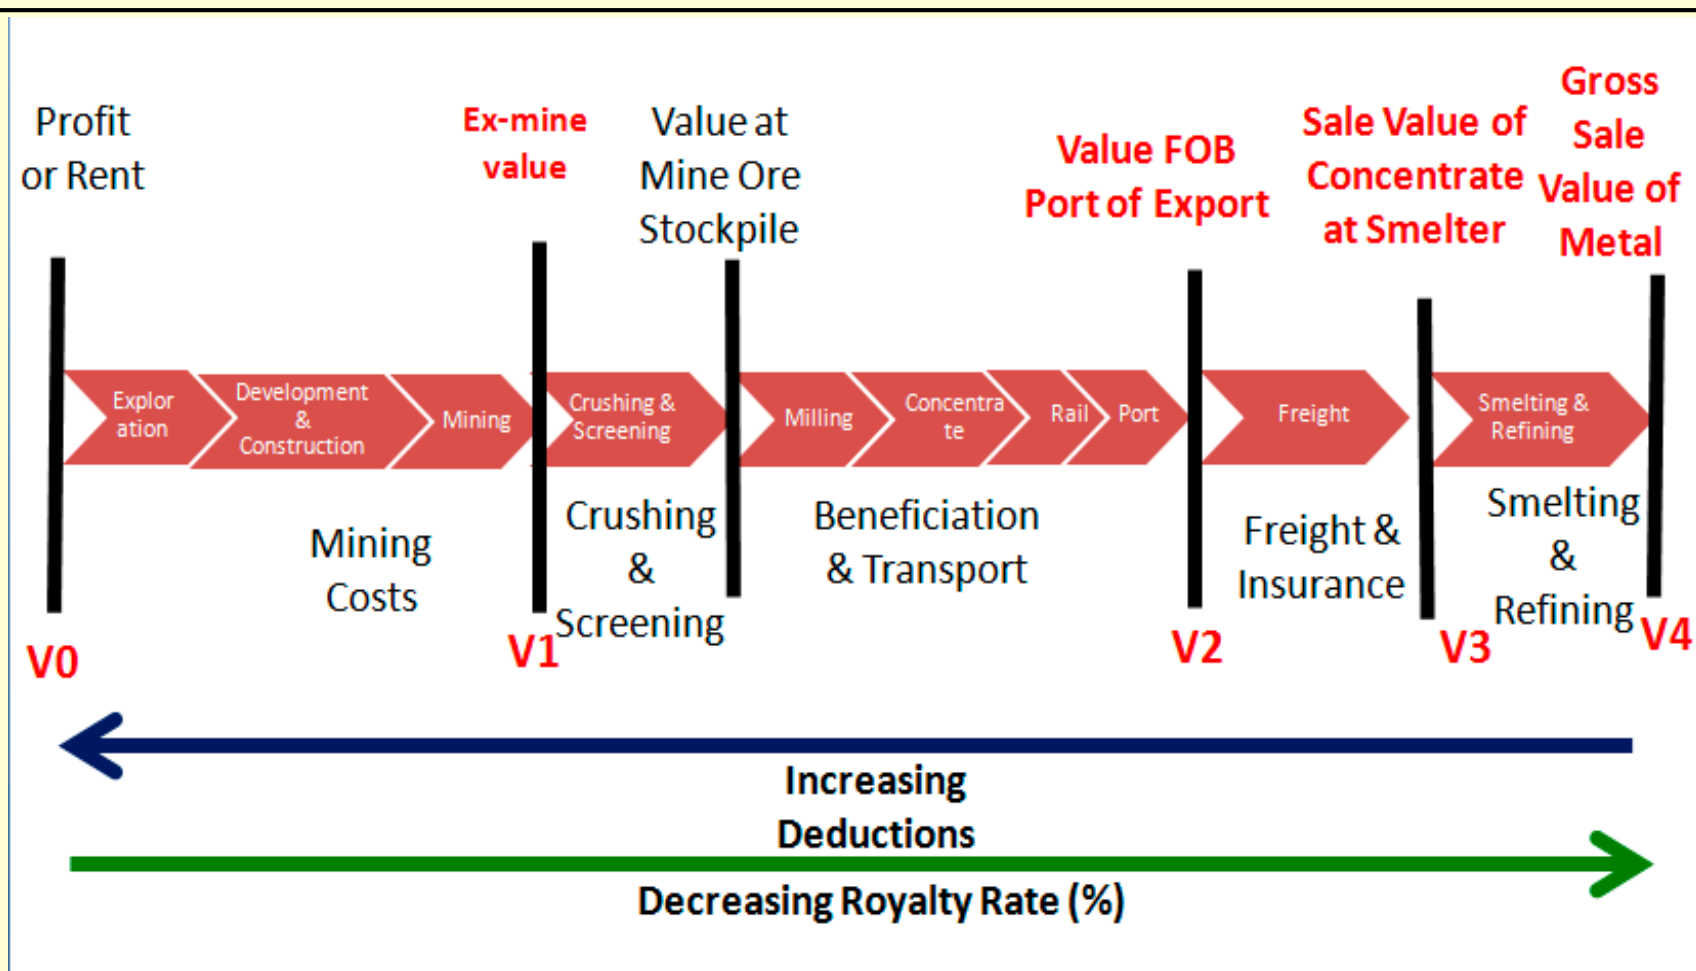 Profit
or Rent
Ex-mine
value
Value at
Mine Ore
Stockpile
Value FOB
Port of Export
Sale Value of
Concentrate
at Smelter
Gross
Sale
Value of
Metal
Explor
ation
Development
&
Construction
Mining
Crushing &
Screening
Milling
Concentra
te
Rail
Port
Freight
Smelting &
Refining
Mining
Costs
Crushing
&
Screening
Beneficiation
& Transport
Freight &
Insurance
Smelting
&
Refining
V0
V1
V2
V3
V4
Increasing
Deductions
Decreasing Royalty Rate (%)